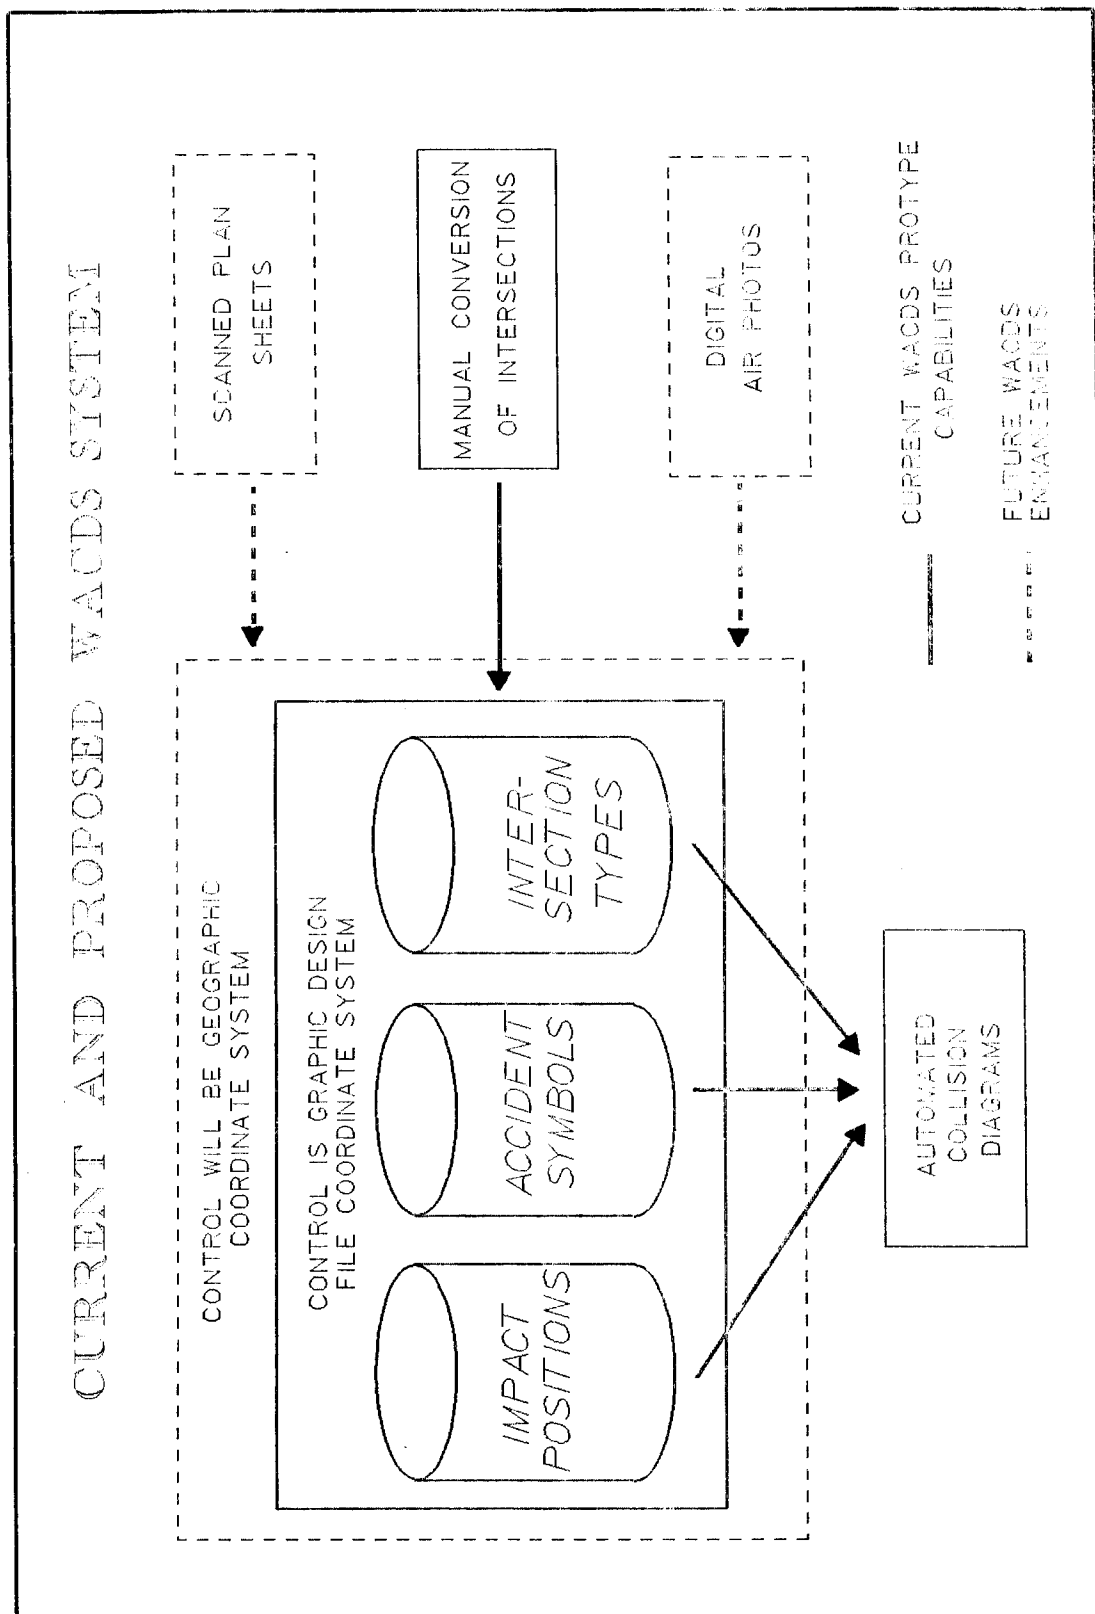 CURRENT AND PROPOSED WACDS SYSTEM
CONTROL WILL BE GEOGRAPHIC
COORDINATE SYSTEM
CONTROL IS GRAPHIC DESIGN
FILE COORDINATE SYSTEM
IMPACT
POSITIONS
ACCIDENT
SYMBOLS
INTER-
SECTION
TYPES
SCANNED PLAN
SHEETS
MANUAL CONVERSION
OF INTERSECTIONS
DIGITAL
AIR PHOTOS
AUTOMATED
COLLISION
DIAGRAMS
CURRENT WACDS PROTYPE
CAPABILITIES
FUTURE WACDS
ENHANCEMENTS